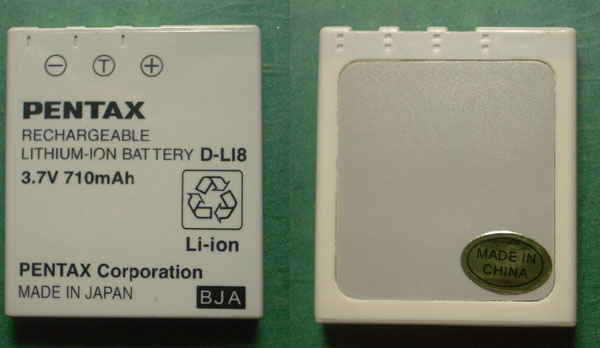 − T +
PENTAX
RECHARGEABLE
LITHIUM-ION BATTERY D-LI8
3.7V 710mAh
Li-ion
PENTAX Corporation
MADE IN JAPAN
BJA
MADE IN
CHINA